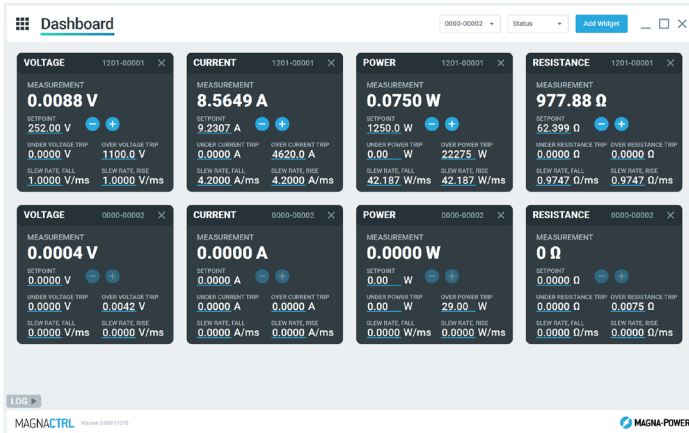 Dashboard
0000-00002
Status
Add Widget
VOLTAGE 1201-00001
MEASUREMENT
0.0088 V
SETPOINT
252.00 V
UNDER VOLTAGE TRIP OVER VOLTAGE TRIP
0.0000 V 1100.0 V
SLEW RATE, FALL SLEW RATE, RISE
1.0000 V/ms 1.0000 V/ms
CURRENT 1201-00001
MEASUREMENT
8.5649 A
SETPOINT
9.2307 A
UNDER CURRENT TRIP OVER CURRENT TRIP
0.0000 A 4620.0 A
SLEW RATE, FALL SLEW RATE, RISE
4.2000 A/ms 4.2000 A/ms
POWER 1201-00001
MEASUREMENT
0.0750 W
SETPOINT
1250.0 W
UNDER POWER TRIP OVER POWER TRIP
0.00 W 22275 W
SLEW RATE, FALL SLEW RATE, RISE
42.187 W/ms 42.187 W/ms
RESISTANCE 1201-00001
MEASUREMENT
977.88 Ω
SETPOINT
62.399 Ω
UNDER RESISTANCE TRIP OVER RESISTANCE TRIP
0.0000 Ω 0.0000 Ω
SLEW RATE, FALL SLEW RATE, RISE
0.9747 Ω/ms 0.9747 Ω/ms
VOLTAGE 0000-00002
MEASUREMENT
0.0004 V
SETPOINT
0.0000 V
UNDER VOLTAGE TRIP OVER VOLTAGE TRIP
0.0000 V 0.0042 V
SLEW RATE, FALL SLEW RATE, RISE
0.0000 V/ms 0.0000 V/ms
CURRENT 0000-00002
MEASUREMENT
0.0000 A
SETPOINT
0.0000 A
UNDER CURRENT TRIP OVER CURRENT TRIP
0.0000 A 0.0000 A
SLEW RATE, FALL SLEW RATE, RISE
0.0000 A/ms 0.0000 A/ms
POWER 0000-00002
MEASUREMENT
0.0000 W
SETPOINT
0.00 W
UNDER POWER TRIP OVER POWER TRIP
0.00 W 29.00 W
SLEW RATE, FALL SLEW RATE, RISE
0.0000 W/ms 0.0000 W/ms
RESISTANCE 0000-00002
MEASUREMENT
0 Ω
SETPOINT
0.0000 Ω
UNDER RESISTANCE TRIP OVER RESISTANCE TRIP
0.0000 Ω 0.0075 Ω
SLEW RATE, FALL SLEW RATE, RISE
0.0000 Ω/ms 0.0000 Ω/ms
LOG
MAGNACTRL Version
MAGNA-POWER